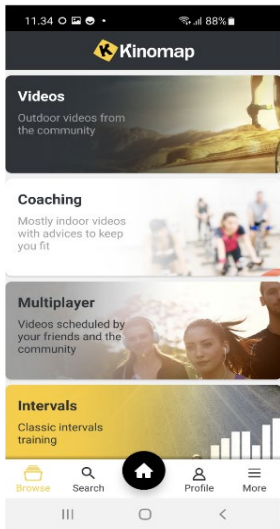 11.34
88%
Kinomap
Videos
Outdoor videos from
the community
Coaching
Mostly indoor videos
with advices to keep
you fit
Multiplayer
Videos scheduled by
your friends and the
community
Intervals
Classic intervals
training
Browse
Search
Profile
More